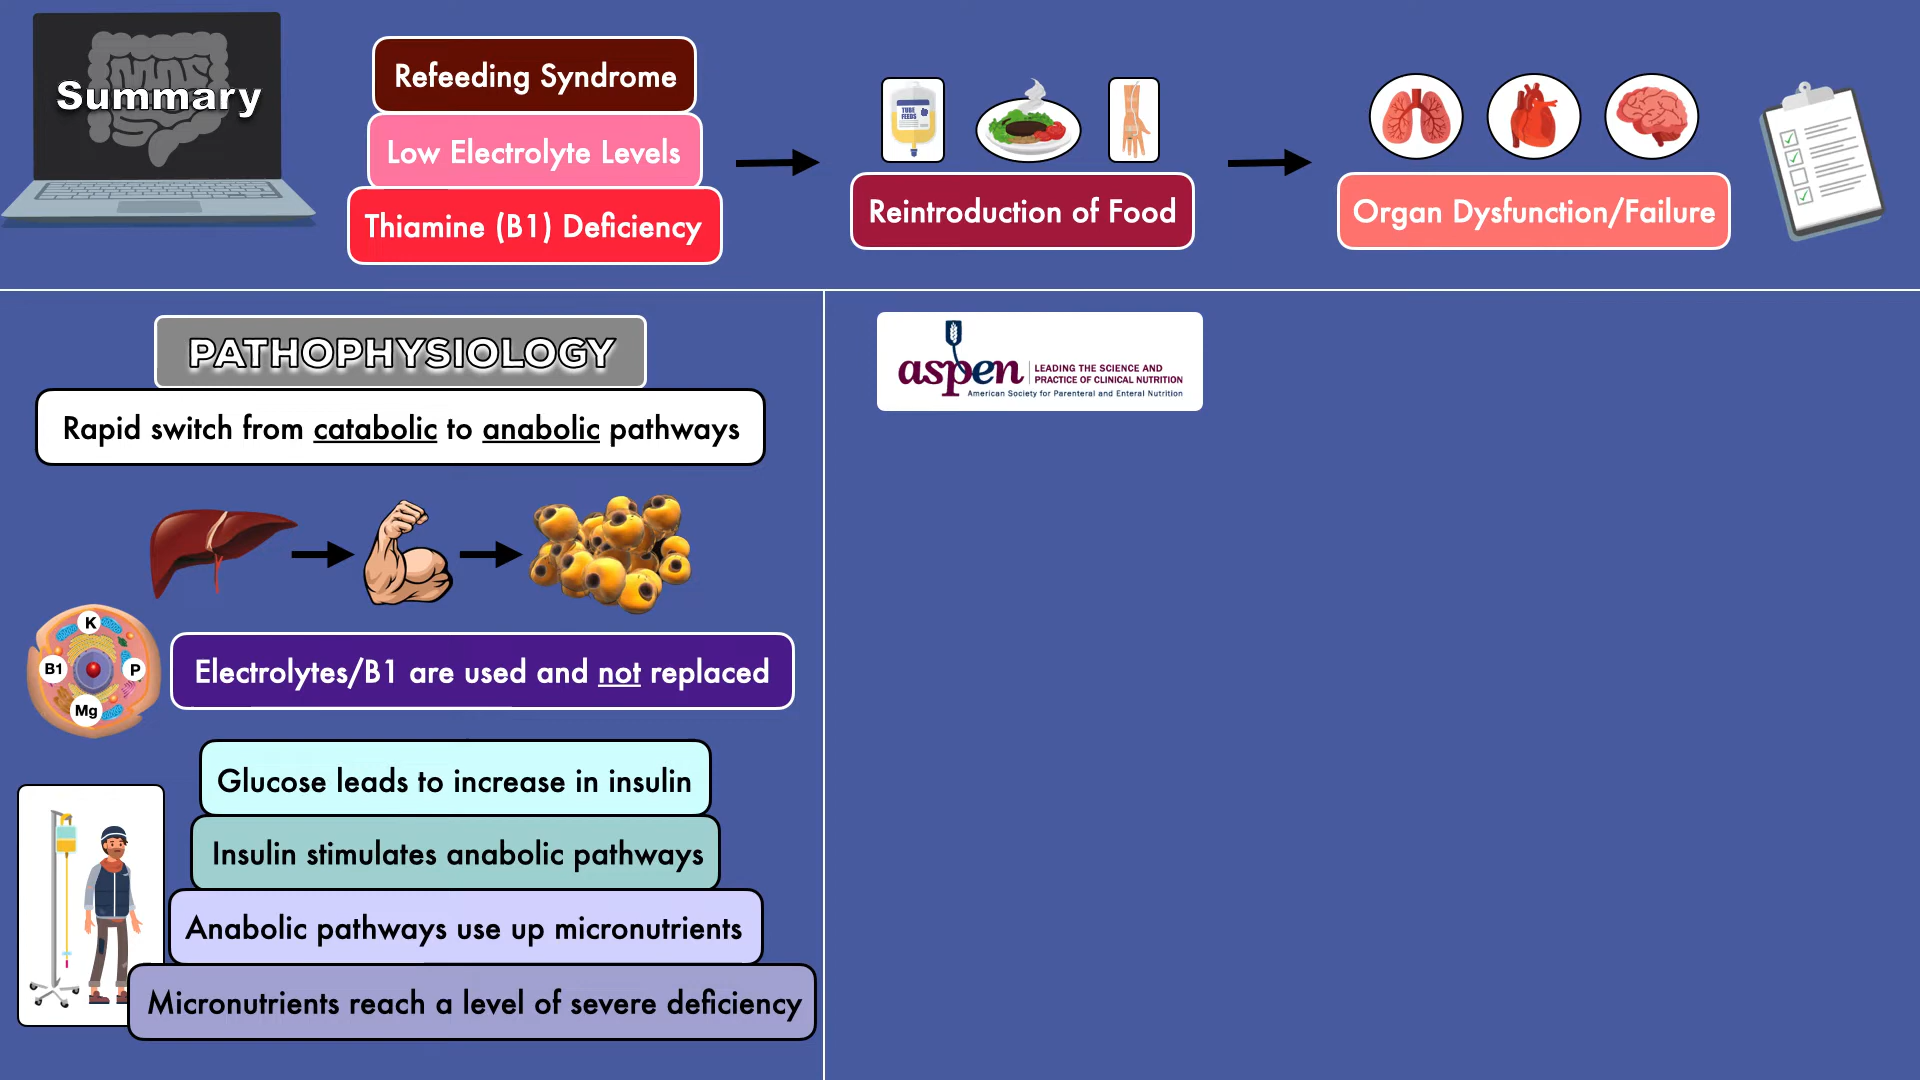 Summary
Refeeding Syndrome
Low Electrolyte Levels
Thiamine (B1) Deficiency
TUBE
FEEDS
Reintroduction of Food
Organ Dysfunction/Failure
PATHOPHYSIOLOGY
Rapid switch from catabolic to anabolic pathways
K
B1
P
Mg
Electrolytes/B1 are used and not replaced
Glucose leads to increase in insulin
Insulin stimulates anabolic pathways
Anabolic pathways use up micronutrients
Micronutrients reach a level of severe deficiency
aspen
LEADING THE SCIENCE AND
PRACTICE OF CLINICAL NUTRITION
American Society for Parenteral and Enteral Nutrition